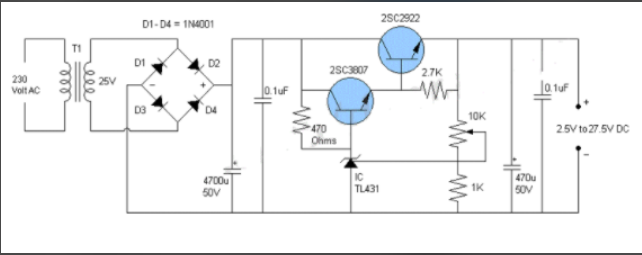 D1- D4 = 1N4001
2SC2922
T1
D1
D2
2SC3807
2.7K
230
Volt AC
25V
-
+
0.1uF
0.1uF
D3
D4
470
Ohms
10K
+
2.5V to 27.5V DC
-
+
4700u
50V
IC
TL431
1K
+
470u
50V